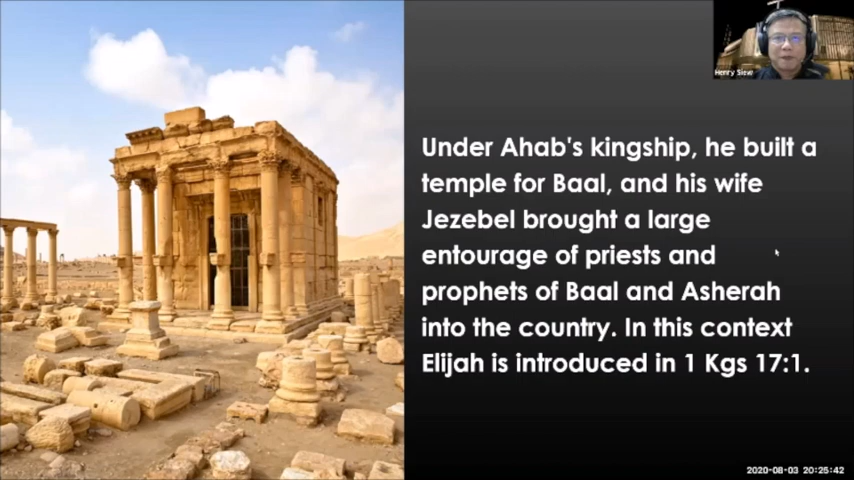 Henry Siew
Under Ahab's kingship, he built a
temple for Baal, and his wife
Jezebel brought a large
entourage of priests and
prophets of Baal and Asherah
into the country. In this context
Elijah is introduced in 1 Kgs 17:1.
2020-08-03 20:25:42